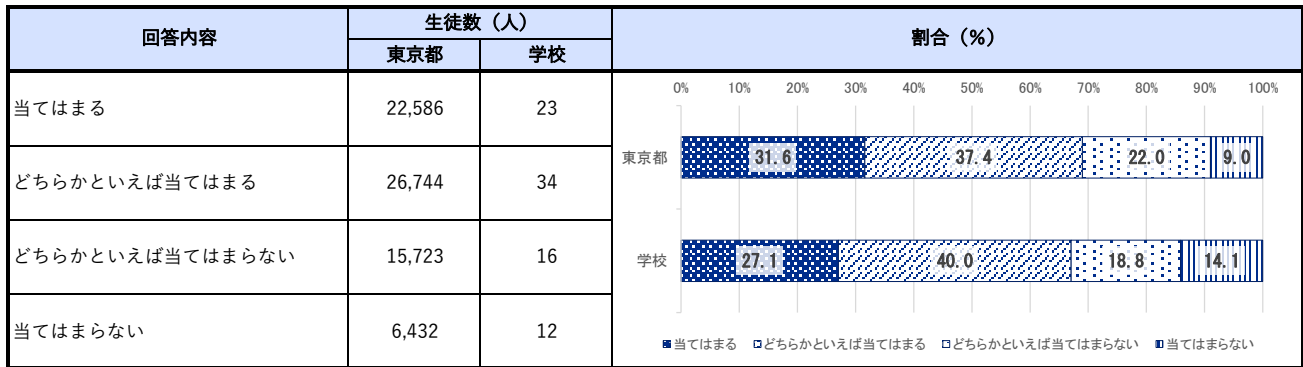 回答内容 生徒数（人） 割合（%）
東京都 学校
当てはまる 22,586 23
どちらかといえば当てはまる 26,744 34
どちらかといえば当てはまらない 15,723 16
当てはまらない 6,432 12
0% 10% 20% 30% 40% 50% 60% 70% 80% 90% 100%
東京都 31.6 37.4 22.0 9.0
学校 27.1 40.0 18.8 14.1
当てはまる どちらかといえば当てはまる どちらかといえば当てはまらない 当てはまらない